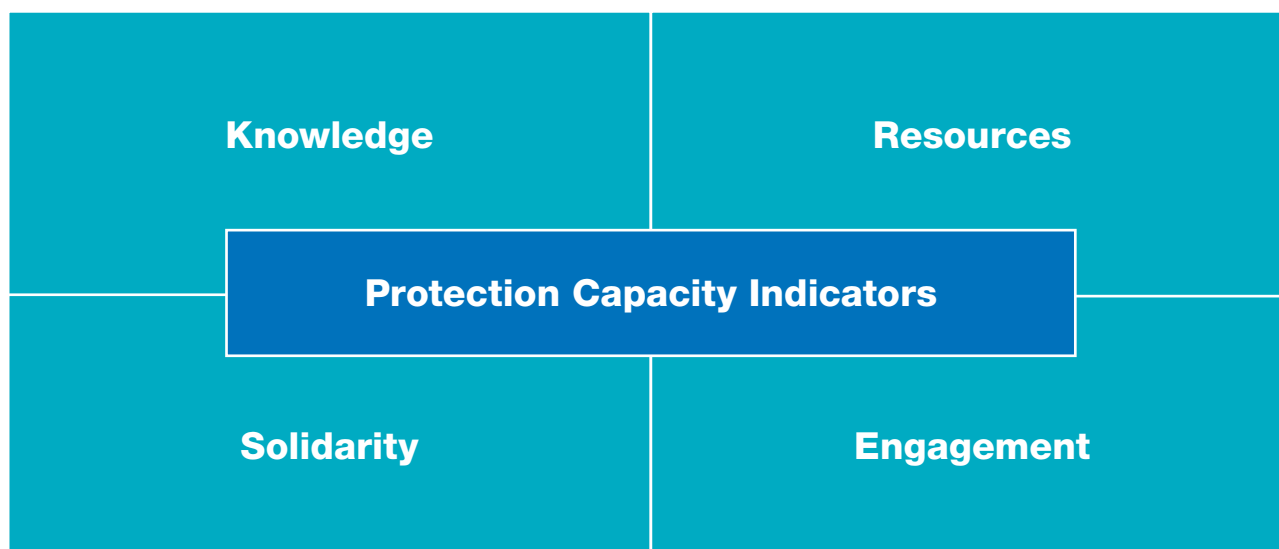 Knowledge
Resources
Protection Capacity Indicators
Solidarity
Engagement